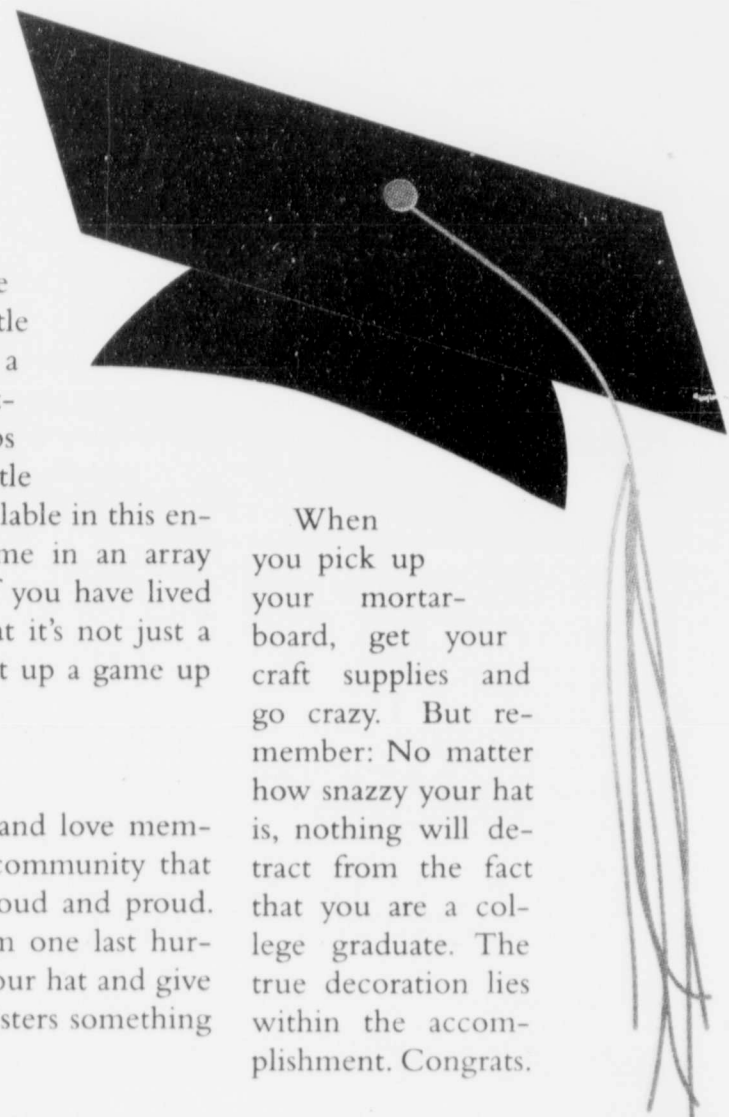 e
tle
a
g-
os
tle
lable in this en-
me in an array
f you have lived
at it's not just a
t up a game up
and love mem-
community that
oud and proud.
n one last hur-
our hat and give
sters something
When
you pick up
your mortar-
board, get your
craft supplies and
go crazy. But re-
member: No matter
how snazzy your hat
is, nothing will de-
tract from the fact
that you are a col-
lege graduate. The
true decoration lies
within the accom-
plishment. Congrats.